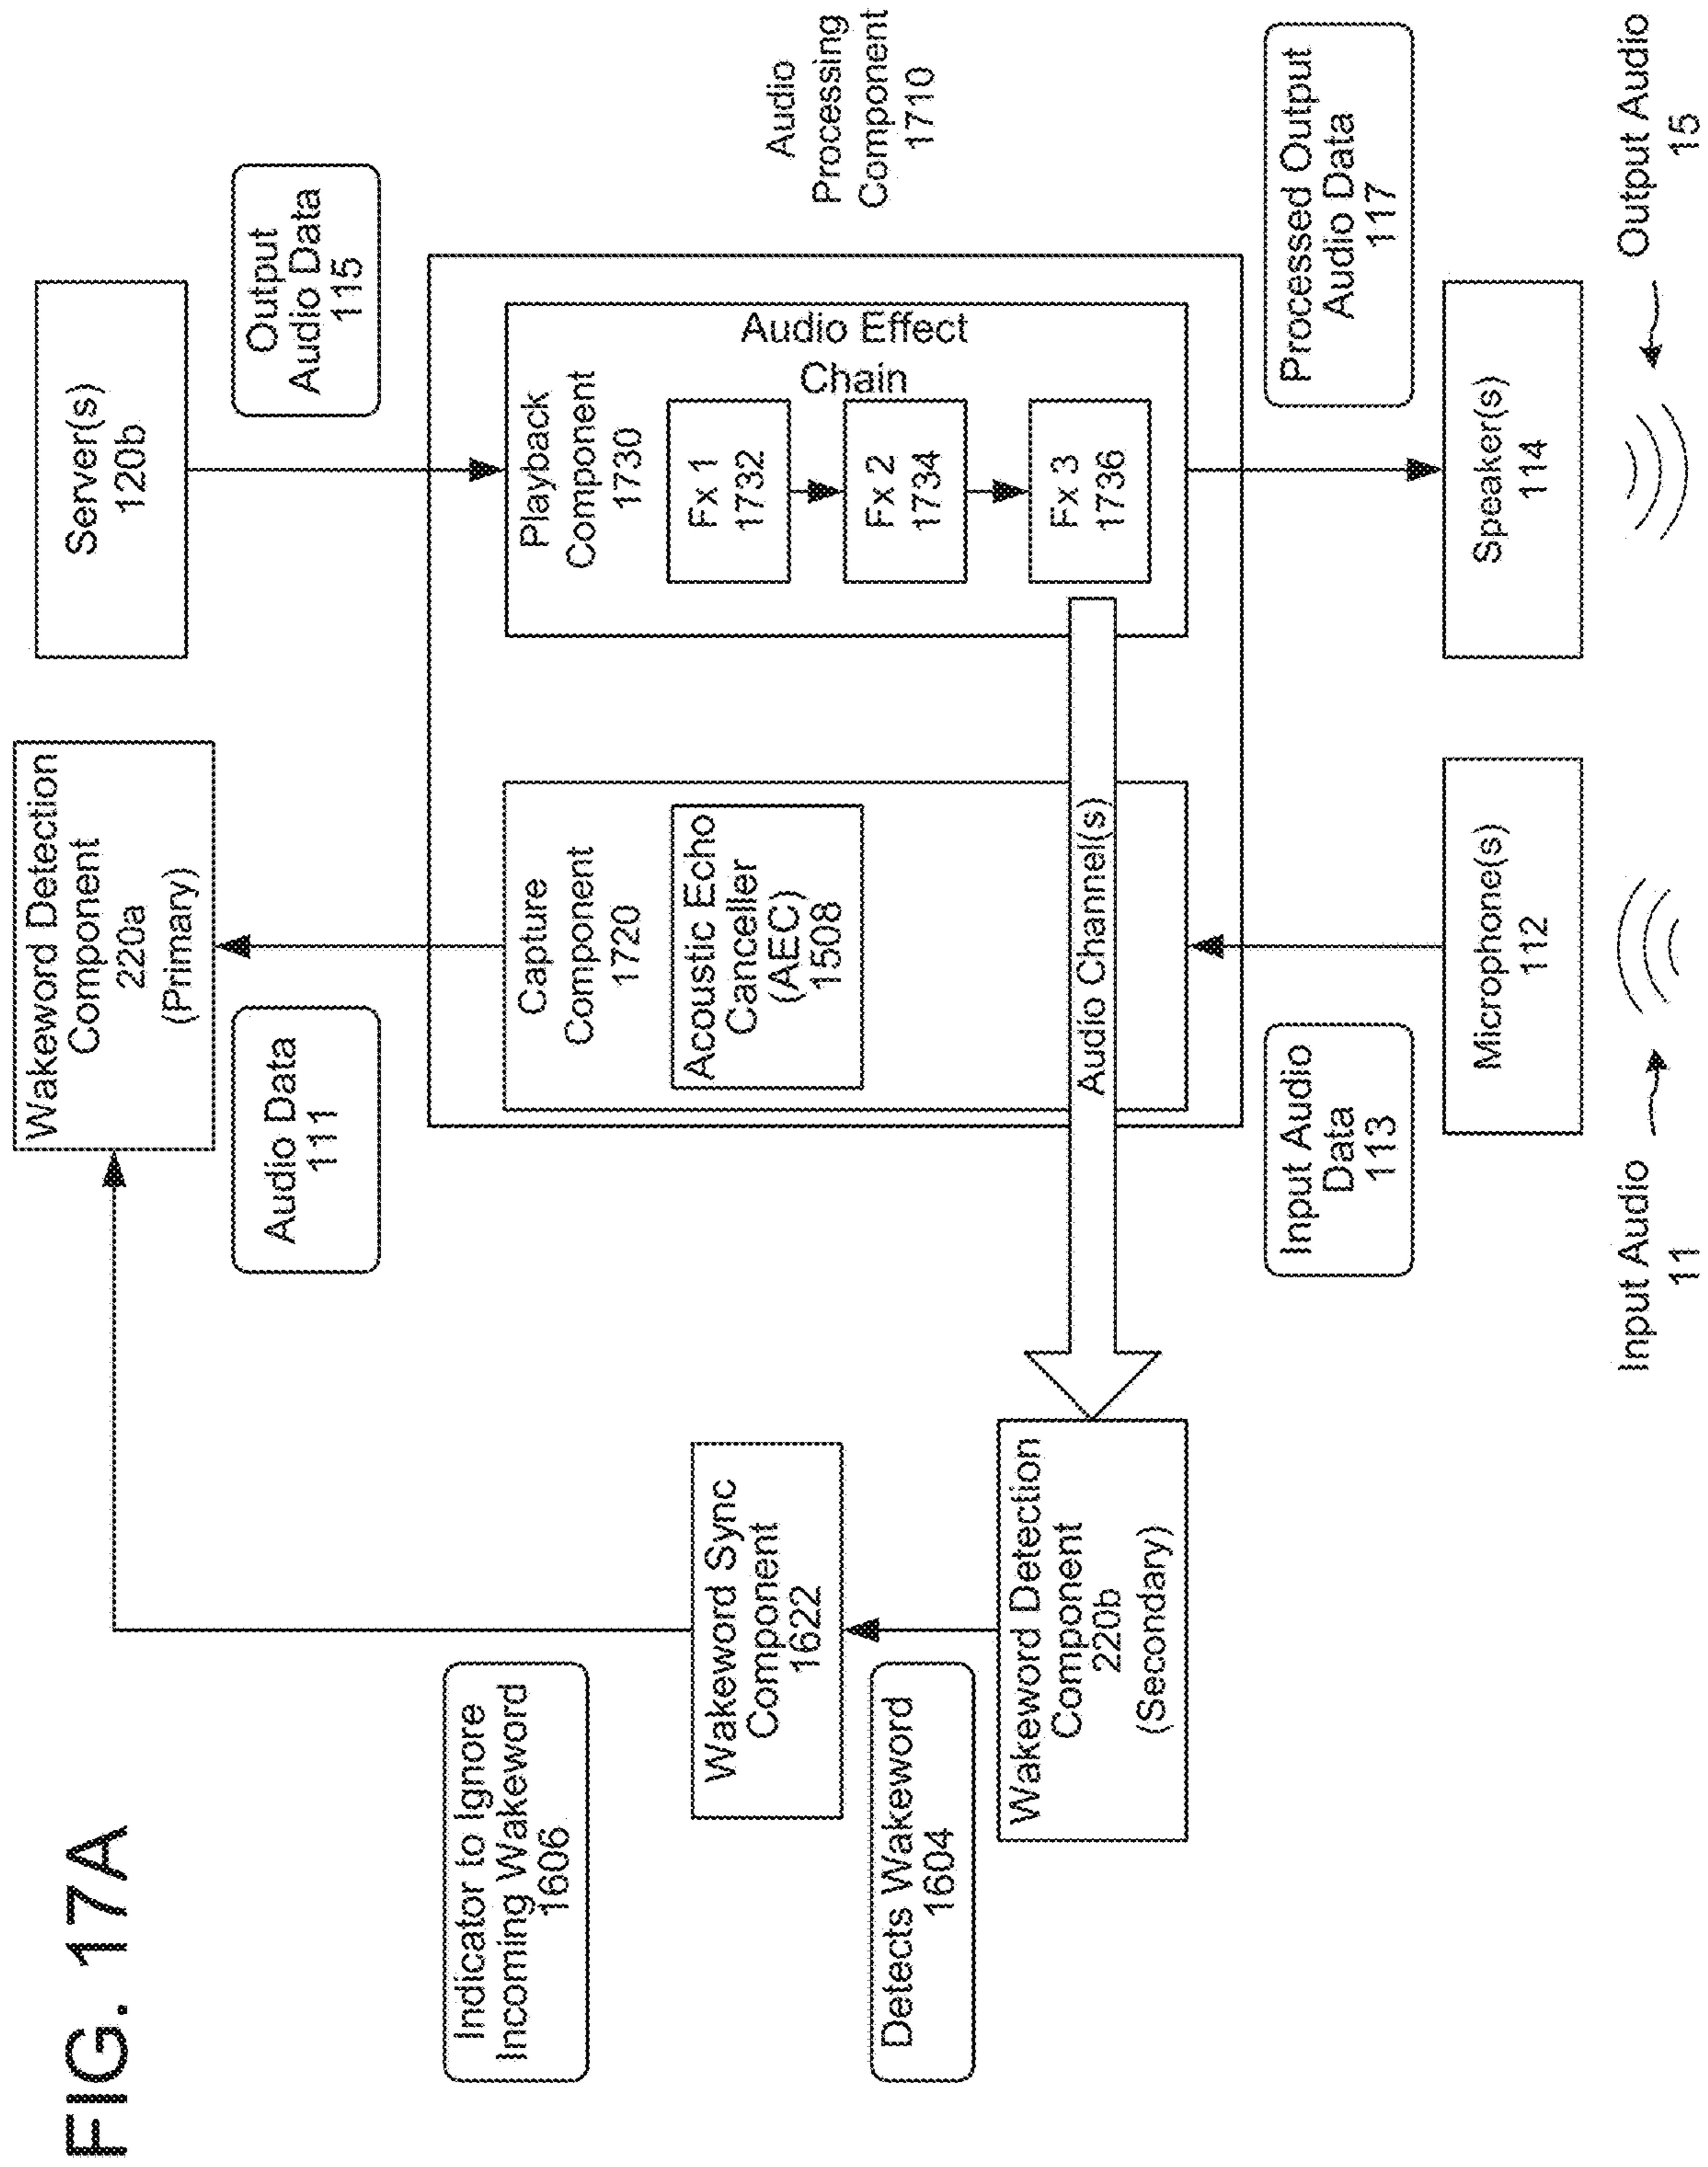 FIG. 17A
Wakeword Detection
Component
220a
(Primary)
Server(s)
120b
Audio Data
111
Output
Audio Data
115
Indicator to Ignore
Incoming Wakeword
1606
Capture
Component
1720
Acoustic Echo
Canceller
(AEC)
1508
Playback
Component
1730
Audio Effect
Chain
Fx 1
1732
Fx 2
1734
Fx 3
1736
Audio
Processing
Component
1710
Wakeword Sync
Component
1622
Detects Wakeword
1604
Wakeword Detection
Component
220b
(Secondary)
Audio Channel(s)
Input Audio
Data
113
Processed Output
Audio Data
117
Microphone(s)
112
Speaker(s)
114
Input Audio
11
Output Audio
15